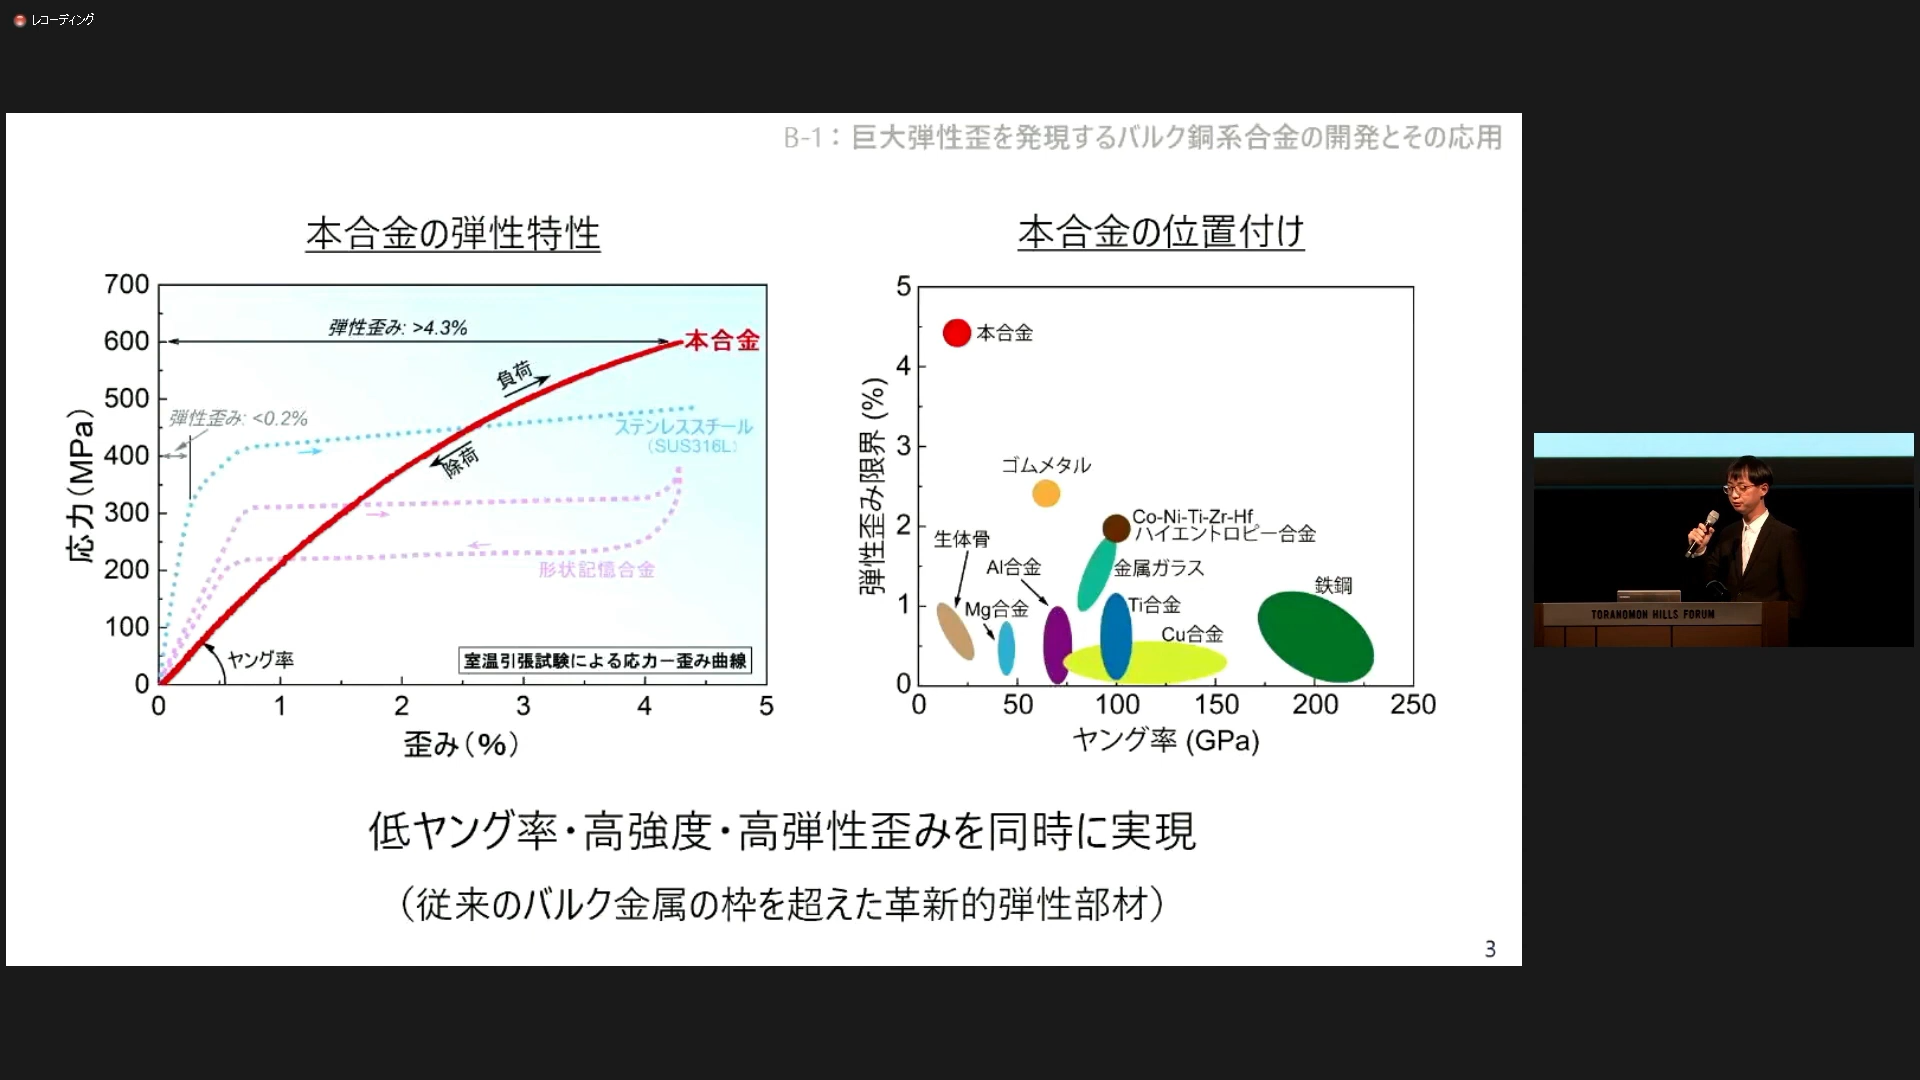 レコーディング
B-1：巨大弾性歪を発現するバルク銅系合金の開発とその応用
本合金の弾性特性
700
600
500
400
300
200
100
0
応力(MPa)
弾性歪み: >4.3%
本合金
負荷
弾性歪み: <0.2%
ステンレススチール
(SUS316L)
除荷
形状記憶合金
ヤング率
室温引張試験による応力ー歪み曲線
0 1 2 3 4 5
歪み(%)
本合金の位置付け
5
4
3
2
1
0
弾性歪み限界 (%)
本合金
ゴムメタル
Co-Ni-Ti-Zr-Hf
ハイエントロピー合金
生体骨
Al合金
金属ガラス
鉄鋼
Mg合金
Ti合金
Cu合金
0 50 100 150 200 250
ヤング率 (GPa)
低ヤング率・高強度・高弾性歪みを同時に実現
（従来のバルク金属の枠を超えた革新的弾性部材）
3
TORANOMON HILLS FORUM